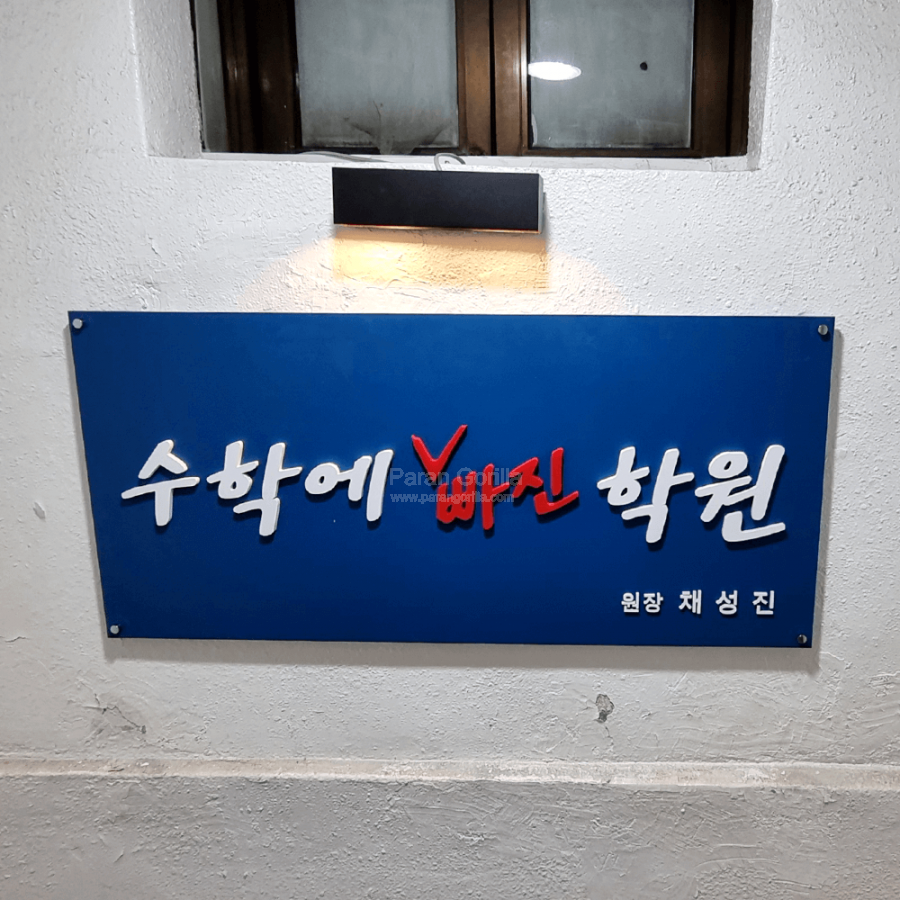 수학에 빠진 학원
Paran Gorilla
www.parangorilla.com
원장 채성진